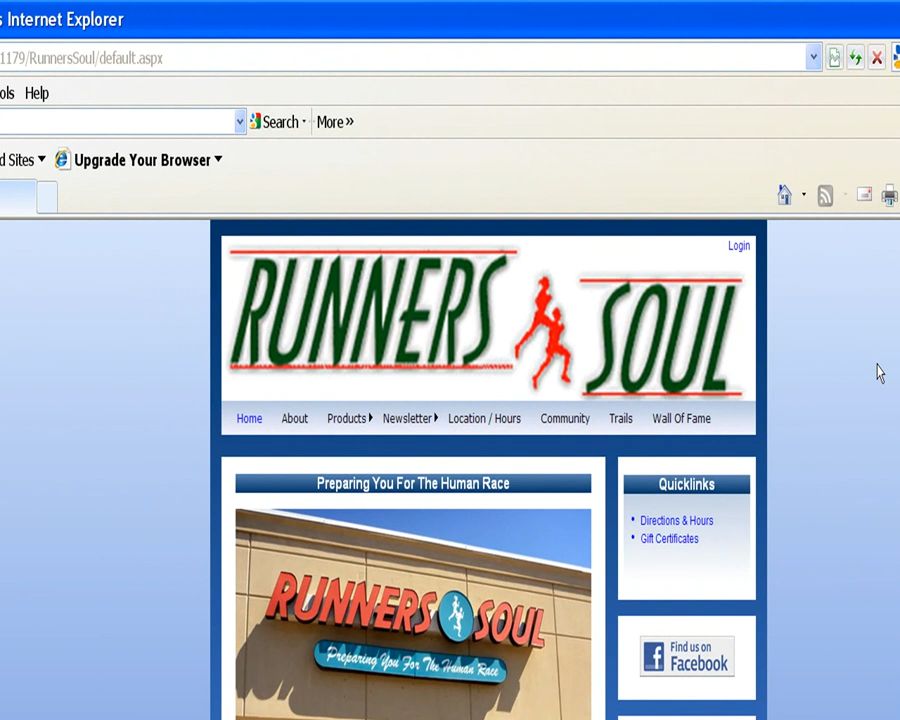 s Internet Explorer
1179/RunnersSoul/default.aspx
ols Help
Search More »
d Sites Upgrade Your Browser
Login
RUNNERS SOUL
Home About Products Newsletter Location / Hours Community Trails Wall Of Fame
Preparing You For The Human Race
Quicklinks
• Directions & Hours
• Gift Certificates
RUNNERS SOUL
Preparing You For The Human Race
Find us on
Facebook